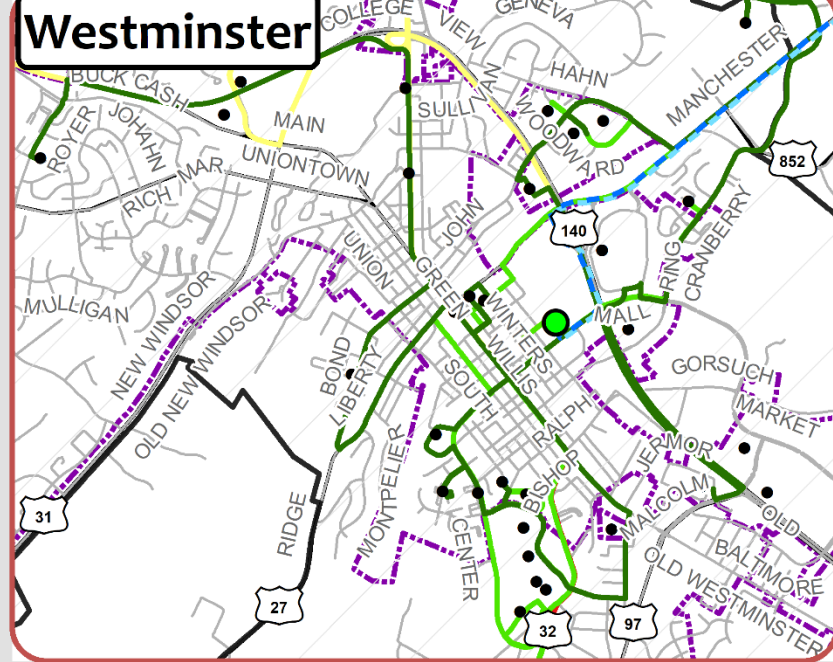 Westminster
COLLEGE
VIEW
GENEVA
BUCK CASH
HAHN
MANCHESTER
SULLIVAN
MAIN
JOHAHN
ROYER
WOODWARD
852
UNIONTOWN
RICH MAR
JOHN
140
RING
CRANBERRY
UNION
GREEN
MULLIGAN
NEW WINDSOR
OLD NEW WINDSOR
WINTERS
MALL
WILLIS
BOND
LIBERTY
SOUTH
GORSUCH
MARKET
RALPH
JERMOR
BISHOP
MONTPELIER
MALCOLM
31
RIDGE
CENTER
OLD
BALTIMORE
OLD WESTMINSTER
27
32
97